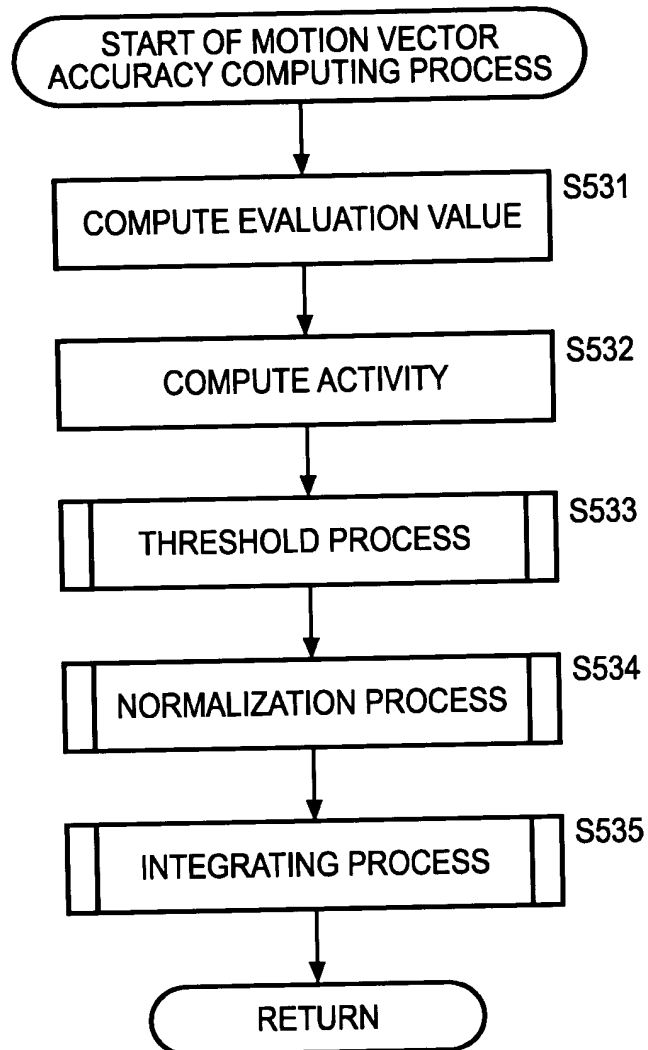 START OF MOTION VECTOR
ACCURACY COMPUTING PROCESS
S531
COMPUTE EVALUATION VALUE
S532
COMPUTE ACTIVITY
S533
THRESHOLD PROCESS
S534
NORMALIZATION PROCESS
S535
INTEGRATING PROCESS
RETURN